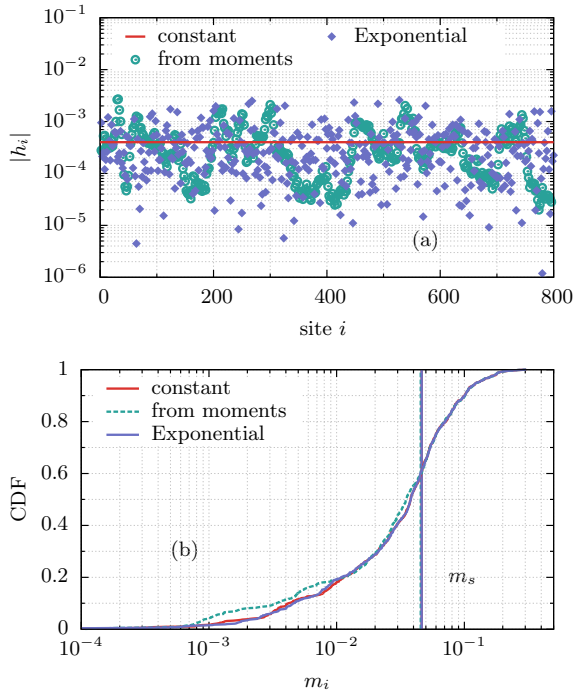 constant
from moments
Exponential
10^{-1}
10^{-2}
10^{-3}
10^{-4}
10^{-5}
10^{-6}
|h_i|
(a)
0 200 400 600 800
site i
constant
from moments
Exponential
1
0.8
0.6
0.4
0.2
0
CDF
(b)
m_s
10^{-4} 10^{-3} 10^{-2} 10^{-1}
m_i